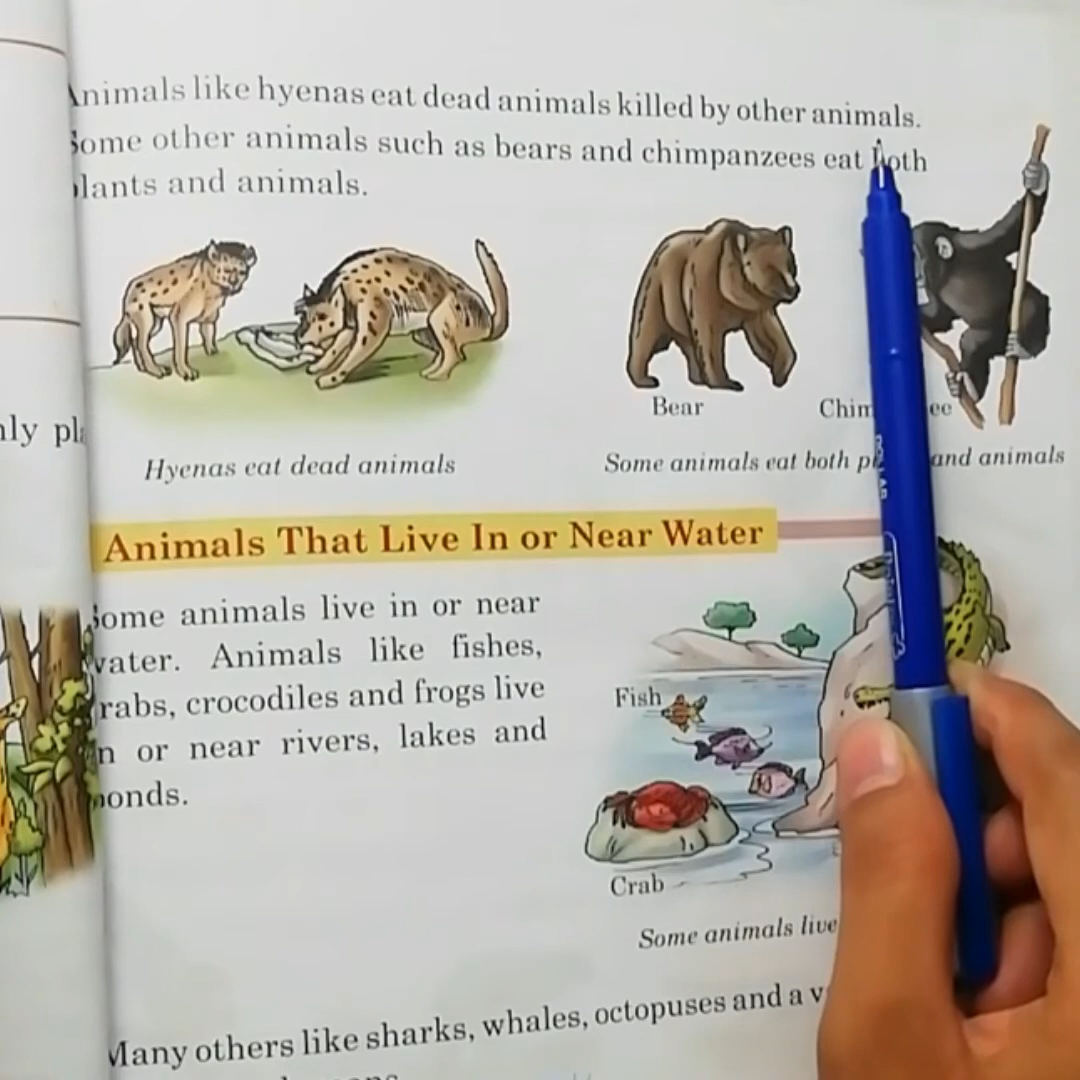 Animals like hyenas eat dead animals killed by other animals.
Some other animals such as bears and chimpanzees eat both
plants and animals.
Bear
Hyenas eat dead animals
Some animals eat both and animals
Animals That Live In or Near Water
Some animals live in or near
water. Animals like fishes,
crabs, crocodiles and frogs live
in or near rivers, lakes and
ponds.
Fish
Crab
Some animals live
Many others like sharks, whales, octopuses and a